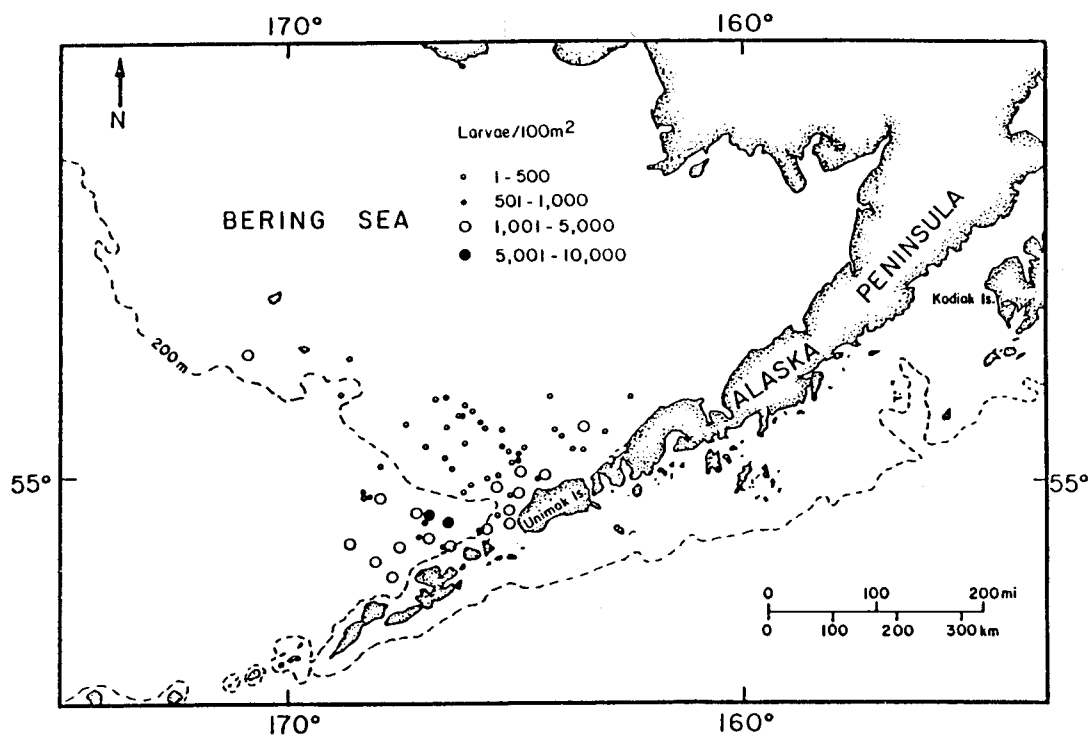 170°
160°
N
Larvae/100m²
1-500
501-1,000
1,001-5,000
5,001-10,000
BERING SEA
PENINSULA
Kodiak Is.
200m
ALASKA
55°
55°
Unimak Is.
0 100 200 mi
0 100 200 300 km
170°
160°